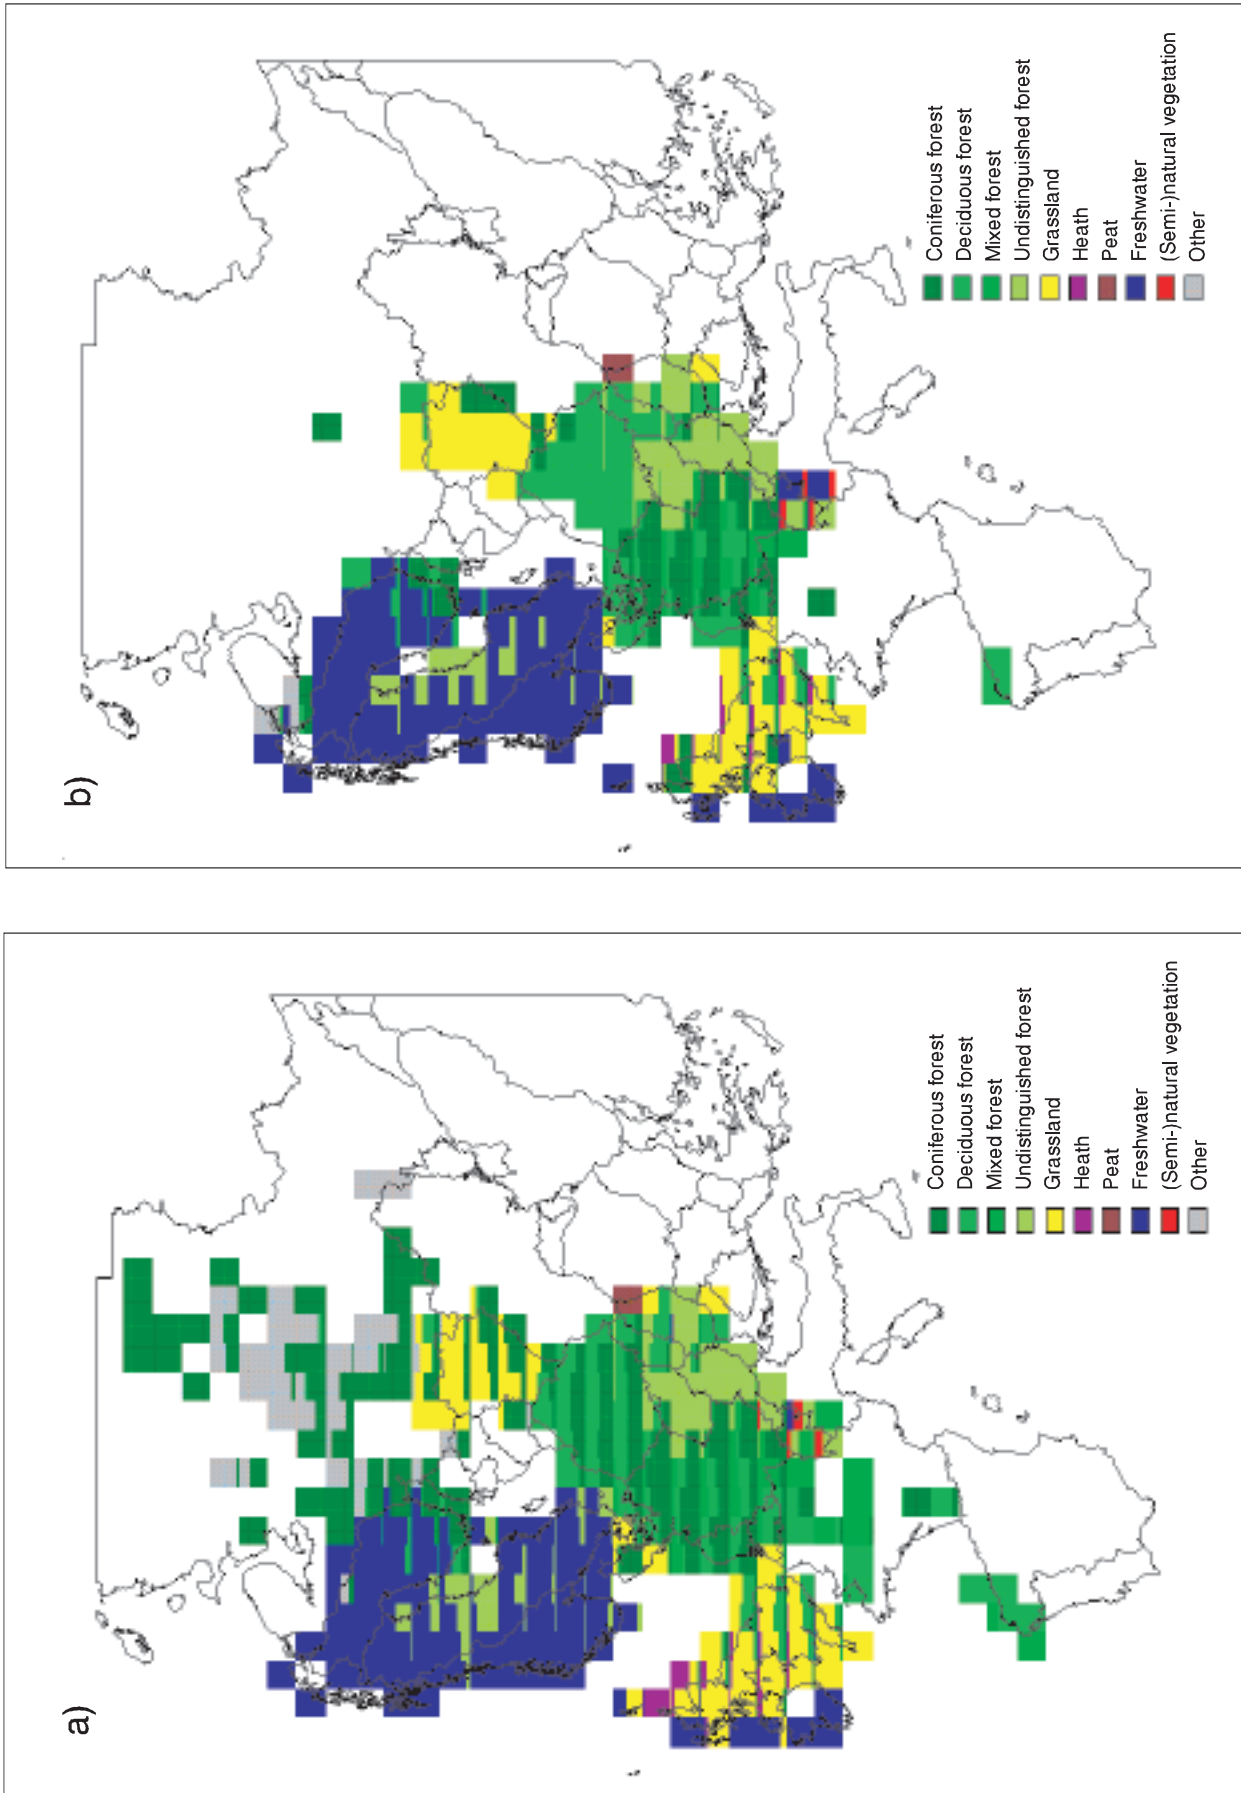 a)
Coniferous forest
Deciduous forest
Mixed forest
Undistinguished forest
Grassland
Heath
Peat
Freshwater
(Semi-)natural vegetation
Other
b)
Coniferous forest
Deciduous forest
Mixed forest
Undistinguished forest
Grassland
Heath
Peat
Freshwater
(Semi-)natural vegetation
Other